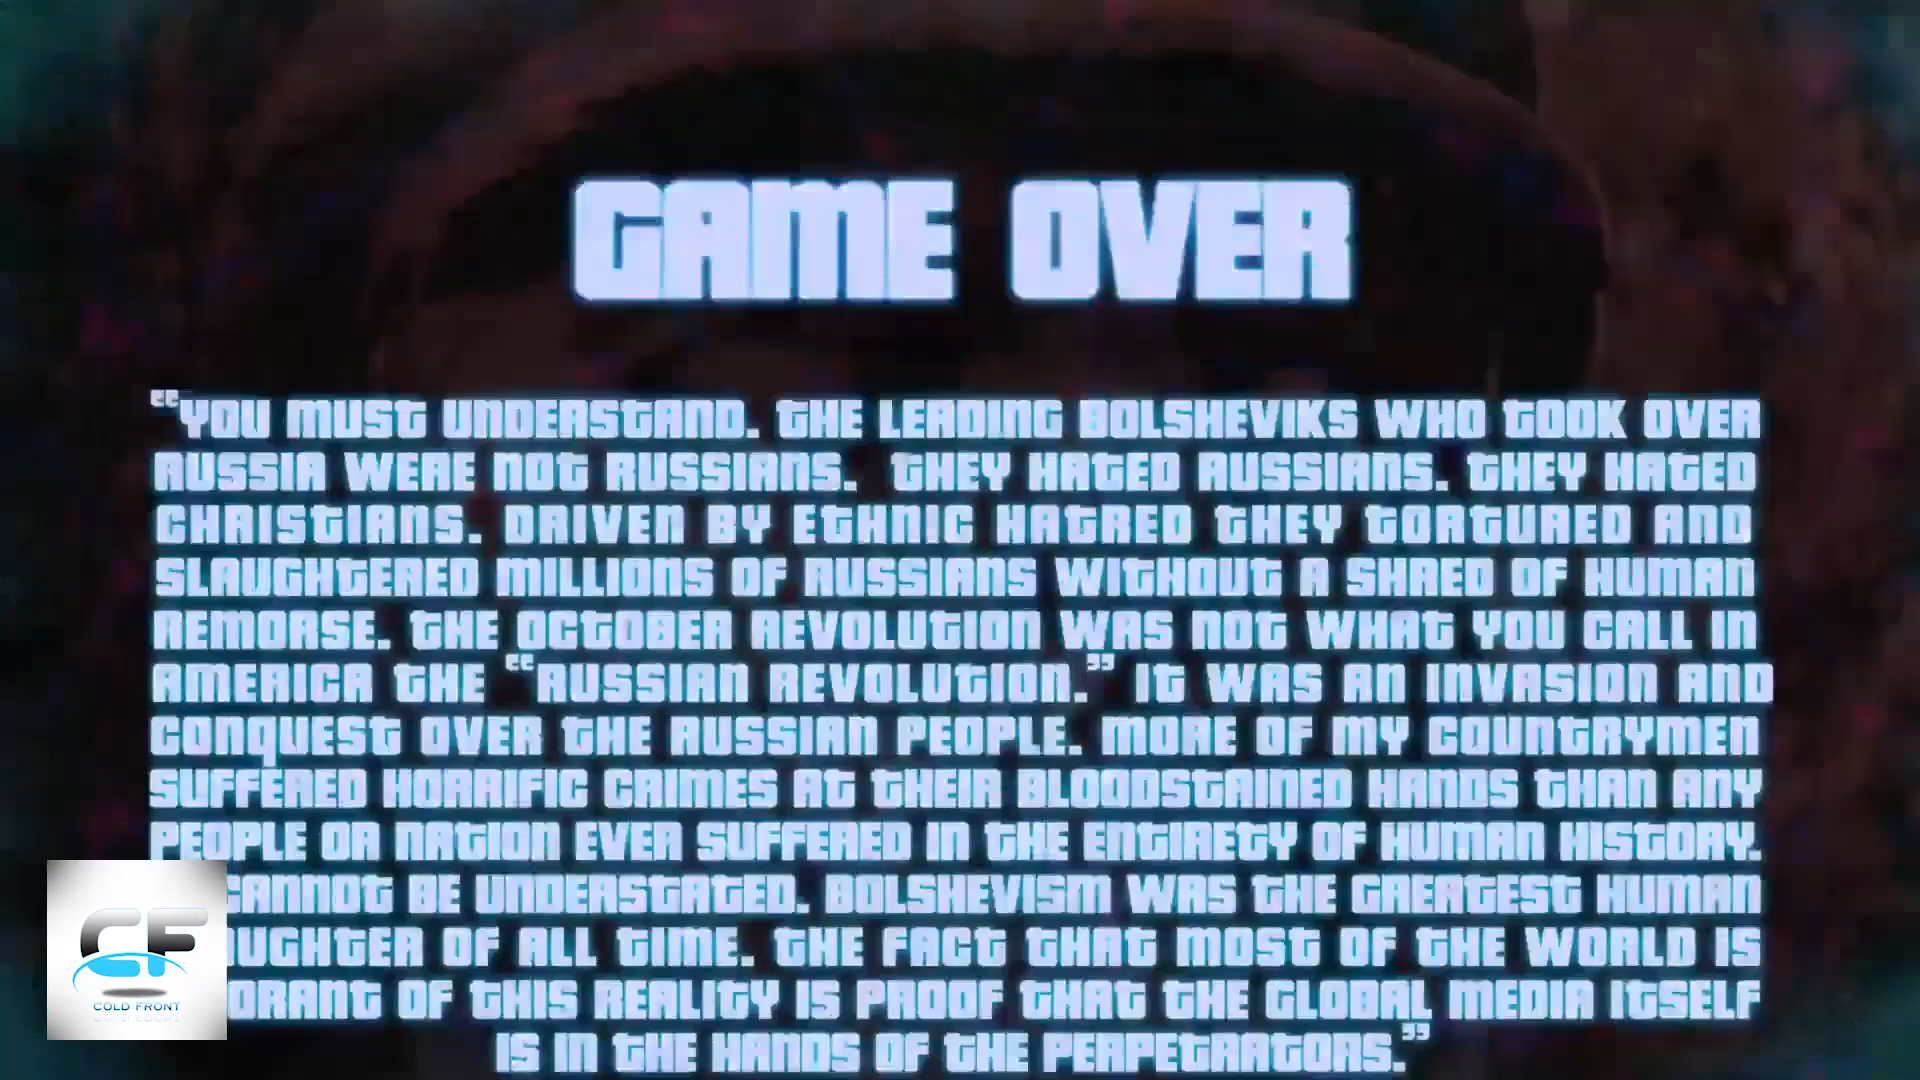 GAME OVER
“YOU MUST UNDERSTAND. THE LEADING BOLSHEVIKS WHO TOOK OVER
RUSSIA WERE NOT RUSSIANS. THEY HATED RUSSIANS. THEY HATED
CHRISTIANS. DRIVEN BY ETHNIC HATRED THEY TORTURED AND
SLAUGHTERED MILLIONS OF RUSSIANS WITHOUT A SHRED OF HUMAN
REMORSE. THE OCTOBER REVOLUTION WAS NOT WHAT YOU CALL IN
AMERICA THE “RUSSIAN REVOLUTION.” IT WAS AN INVASION AND
CONQUEST OVER THE RUSSIAN PEOPLE. MORE OF MY COUNTRYMEN
SUFFERED HORRIFIC CRIMES AT THEIR BLOODSTAINED HANDS THAN ANY
PEOPLE OR NATION EVER SUFFERED IN THE ENTIRETY OF HUMAN HISTORY.
CANNOT BE UNDERSTATED. BOLSHEVISM WAS THE GREATEST HUMAN
OF ALL TIME. THE FACT THAT MOST OF THE WORLD IS
OF THIS REALITY IS PROOF THAT THE GLOBAL MEDIA ITSELF
IS IN THE HANDS OF THE PERPETRATORS.”
CF
COLD FRONT